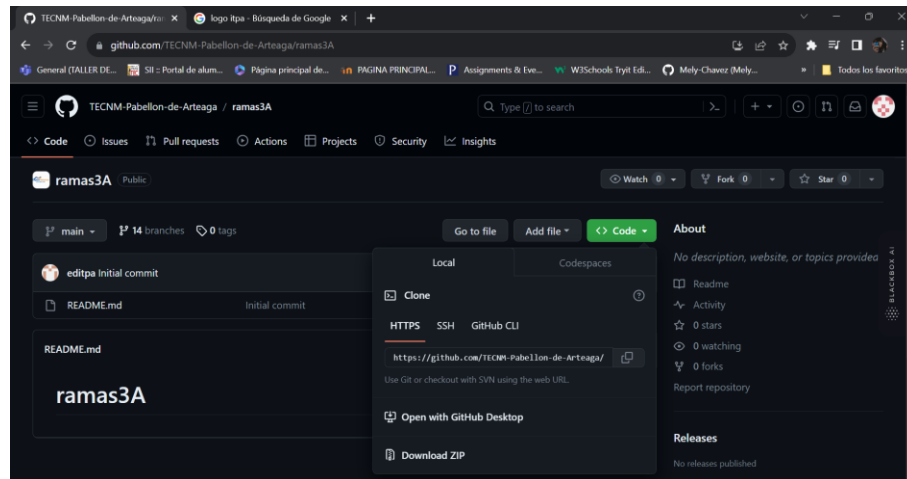 TECNM-Pabellon-de-Arteaga/ran
logo itpa - Búsqueda de Google
github.com/TECNM-Pabellon-de-Arteaga/ramas3A
General (TALLER DE...
SII :: Portal de alum...
Página principal de...
PAGINA PRINCIPAL...
Assignments & Eve...
W3Schools Tryit Edi...
Mely-Chavez (Mely...
»
Todos los favoritos
TECNM-Pabellon-de-Arteaga / ramas3A
Type / to search
<> Code
Issues
Pull requests
Actions
Projects
Security
Insights
ramas3A Public
Watch 0
Fork 0
Star 0
main
14 branches
0 tags
Go to file
Add file
<> Code
editpa Initial commit
README.md
Initial commit
README.md
ramas3A
Local
Codespaces
Clone
HTTPS
SSH
GitHub CLI
https://github.com/TECNM-Pabellon-de-Arteaga/
Use Git or checkout with SVN using the web URL.
Open with GitHub Desktop
Download ZIP
About
No description, website, or topics provided
Readme
Activity
0 stars
0 watching
0 forks
Report repository
Releases
No releases published
BLACKBOX AI